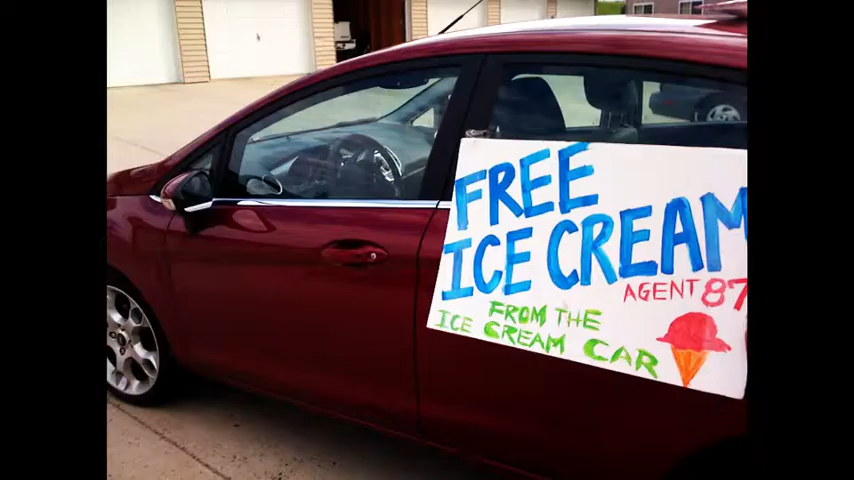 FREE
ICE CREAM
AGENT 87
FROM THE
ICE CREAM CAR